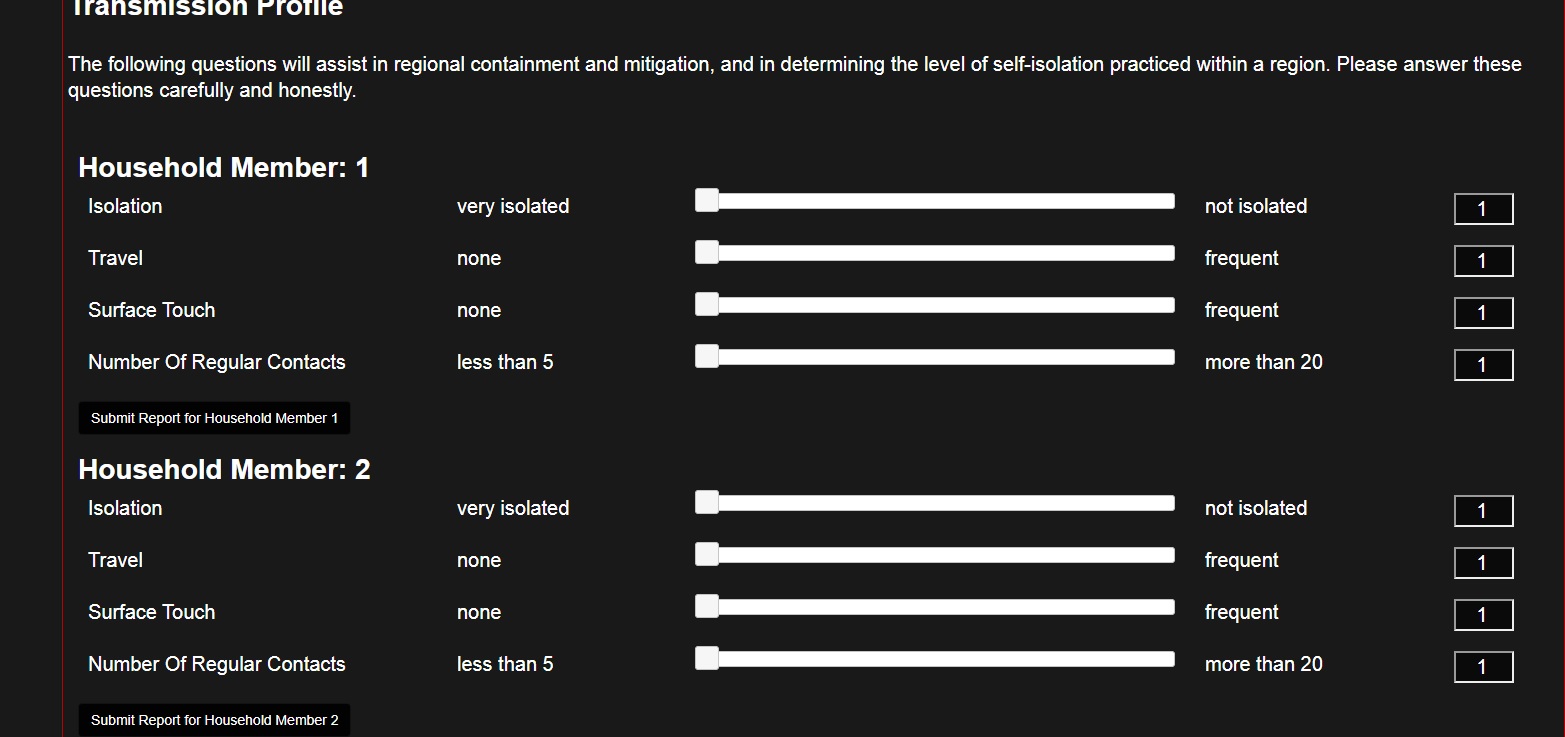 Transmission Profile
The following questions will assist in regional containment and mitigation, and in determining the level of self-isolation practiced within a region. Please answer these
questions carefully and honestly.
Household Member: 1
Isolation very isolated not isolated 1
Travel none frequent 1
Surface Touch none frequent 1
Number Of Regular Contacts less than 5 more than 20 1
Submit Report for Household Member 1
Household Member: 2
Isolation very isolated not isolated 1
Travel none frequent 1
Surface Touch none frequent 1
Number Of Regular Contacts less than 5 more than 20 1
Submit Report for Household Member 2